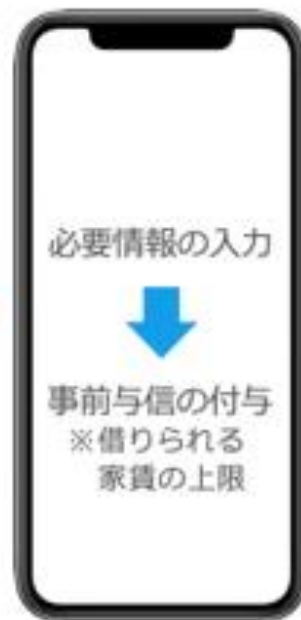 必要情報の入力
事前与信の付与
※借りられる
家賃の上限